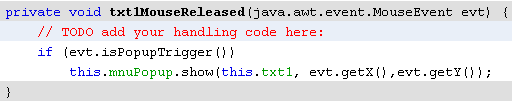 private void txt1MouseReleased(java.awt.event.MouseEvent evt) {
// TODO add your handling code here:
if (evt.isPopupTrigger())
this.mnuPopup.show(this.txt1, evt.getX(),evt.getY());
}